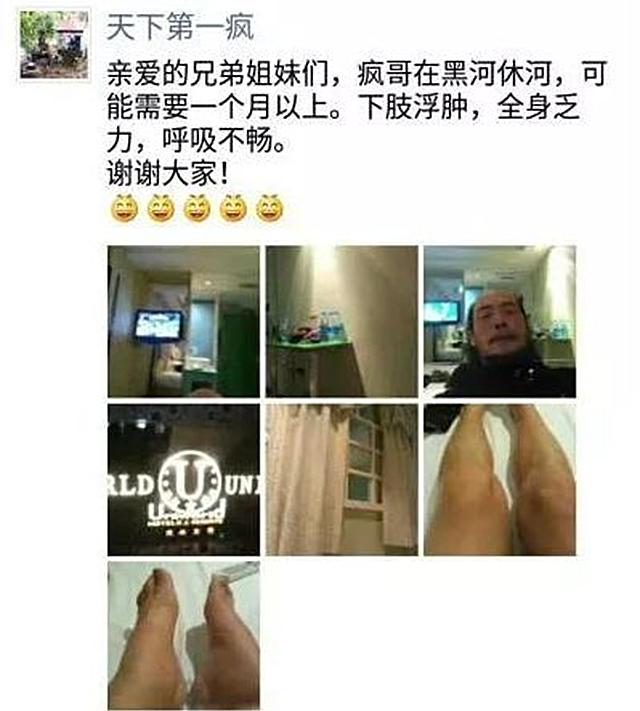 天下第一疯
亲爱的兄弟姐妹们，疯哥在黑河休河，可
能需要一个月以上。下肢浮肿，全身乏
力，呼吸不畅。
谢谢大家！
RLD U UNI